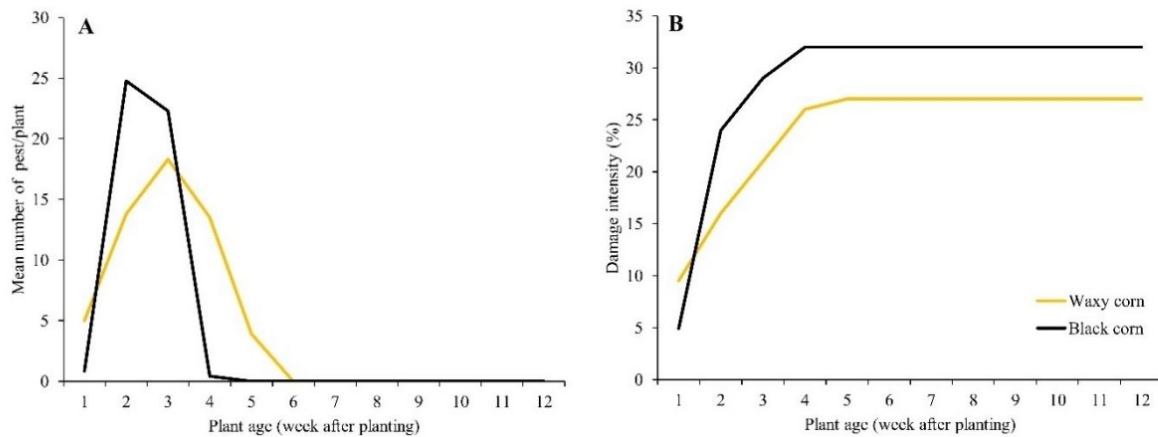 A
Mean number of pest/plant
30
25
20
15
10
5
0
1 2 3 4 5 6 7 8 9 10 11 12
Plant age (week after planting)
B
Damage intensity (%)
35
30
25
20
15
10
5
0
Waxy corn
Black corn
1 2 3 4 5 6 7 8 9 10 11 12
Plant age (week after planting)